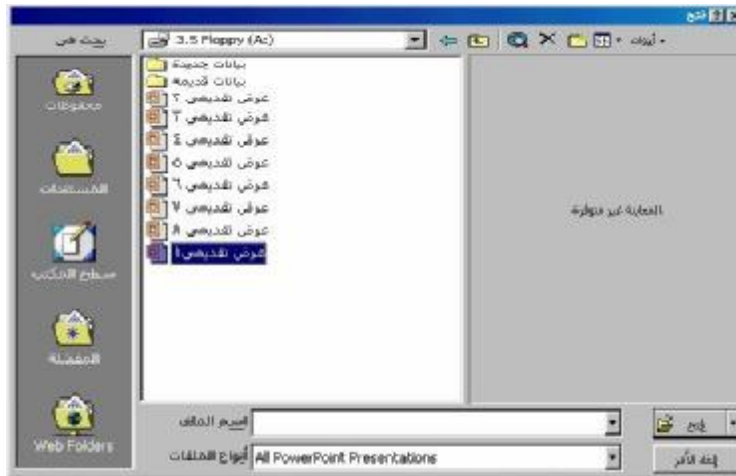 فتح
يبحث في
3.5 Floppy (A:)
أدوات
بيانات جديدة
بيانات قديمة
عرض تقديمي ٢
عرض تقديمي ٣
عرض تقديمي ٤
عرض تقديمي ٥
عرض تقديمي ٦
عرض تقديمي ٧
عرض تقديمي ٨
عرض تقديمي١
محفوظات
المستندات
سطح المكتب
المفضلة
Web Folders
المعاينة غير متوفرة.
اسم الملف
أنواع الملفات
All PowerPoint Presentations
فتح
إلغاء الأمر